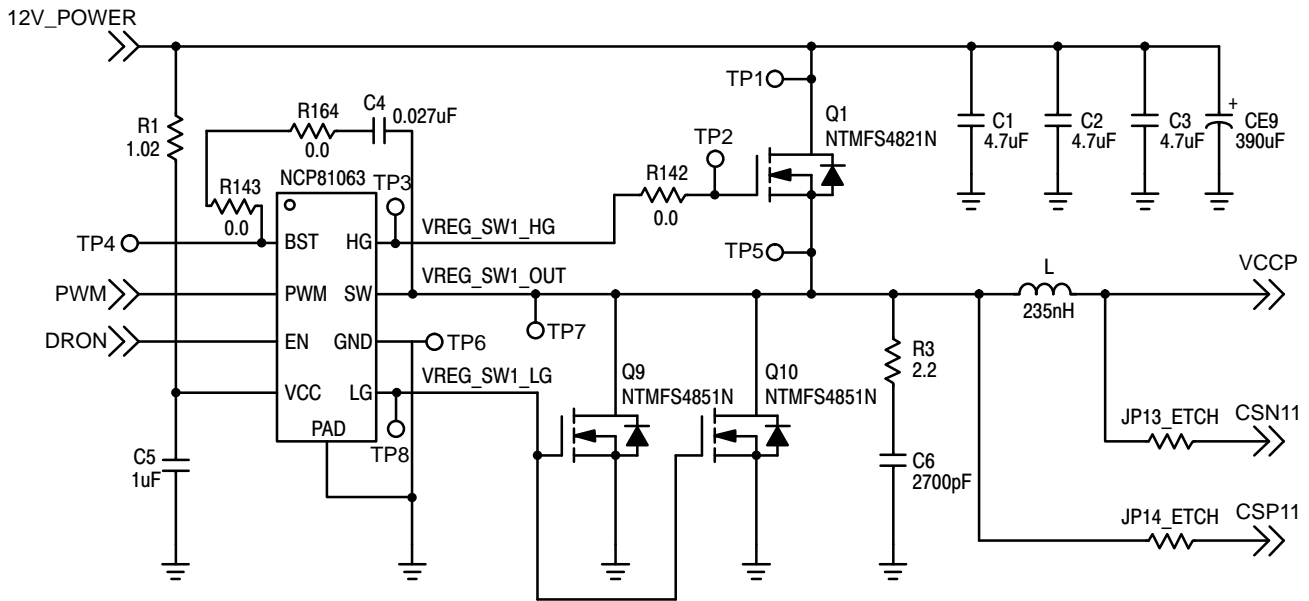 12V_POWER
TP1
R164
C4
0.027uF
0.0
R1
1.02
Q1
NTMFS4821N
C1
4.7uF
C2
4.7uF
C3
4.7uF
+
CE9
390uF
TP2
R143
0.0
NCP81063
TP3
R142
0.0
TP4
BST
HG
VREG_SW1_HG
TP5
VREG_SW1_OUT
L
235nH
VCCP
PWM
PWM
SW
TP7
DRON
EN
GND
TP6
R3
2.2
VREG_SW1_LG
Q9
NTMFS4851N
Q10
NTMFS4851N
VCC
LG
PAD
TP8
JP13_ETCH
CSN11
C5
1uF
C6
2700pF
JP14_ETCH
CSP11